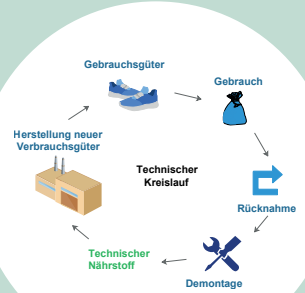 Gebrauchsgüter
Gebrauch
Herstellung neuer
Verbrauchsgüter
Technischer
Kreislauf
Rücknahme
Technischer
Nährstoff
Demontage